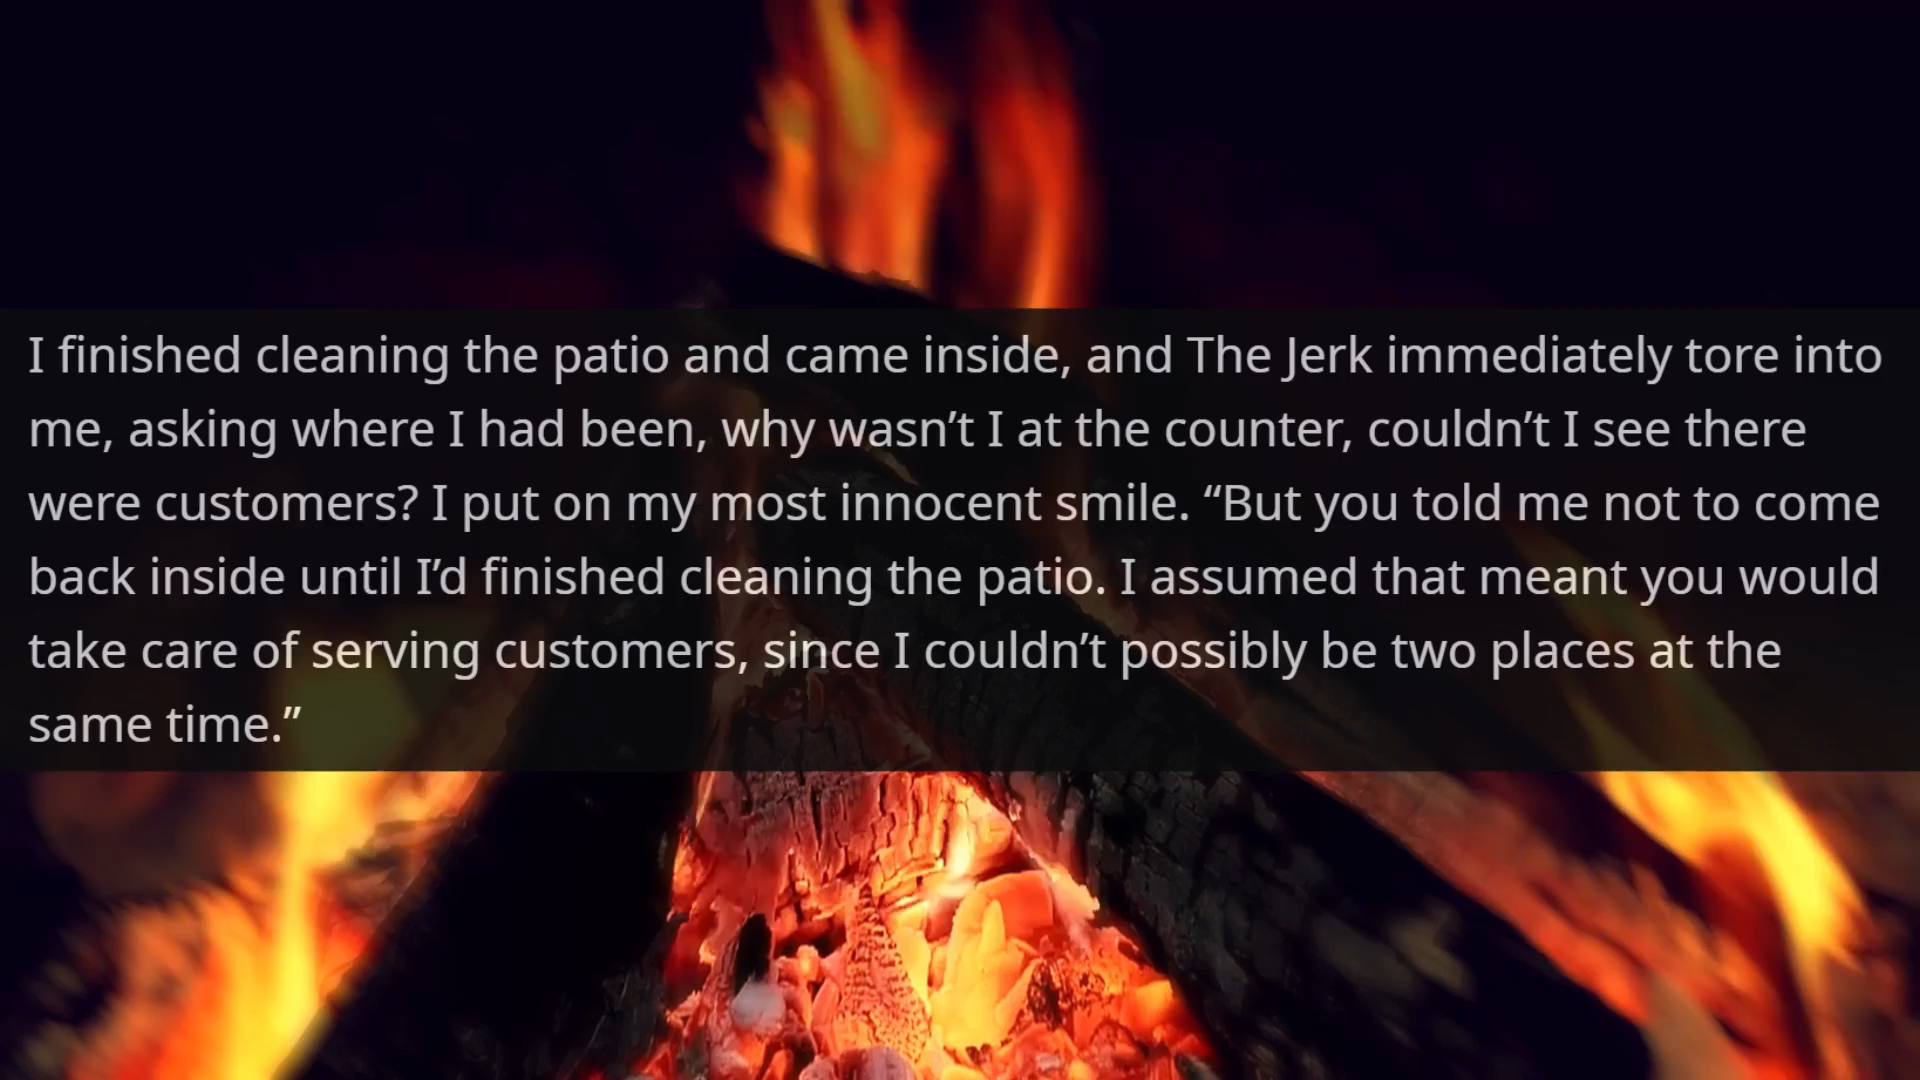 I finished cleaning the patio and came inside, and The Jerk immediately tore into
me, asking where I had been, why wasn’t I at the counter, couldn’t I see there
were customers? I put on my most innocent smile. “But you told me not to come
back inside until I’d finished cleaning the patio. I assumed that meant you would
take care of serving customers, since I couldn’t possibly be two places at the
same time.”